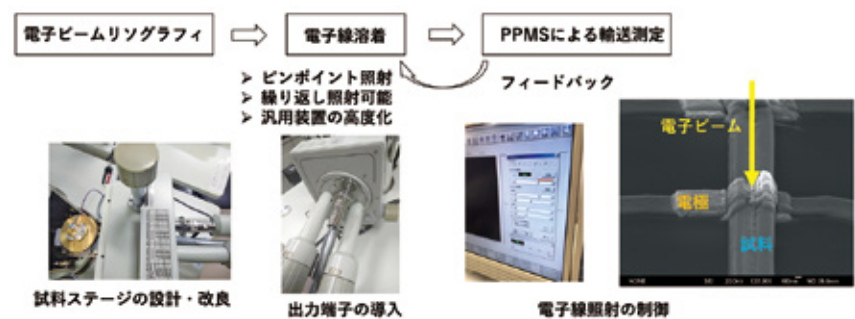 電子ビームリソグラフィ
電子線溶着
PPMSによる輸送測定
➤ ピンポイント照射
➤ 繰り返し照射可能
➤ 汎用装置の高度化
フィードバック
電子ビーム
電極
試料
試料ステージの設計・改良
出力端子の導入
電子線照射の制御